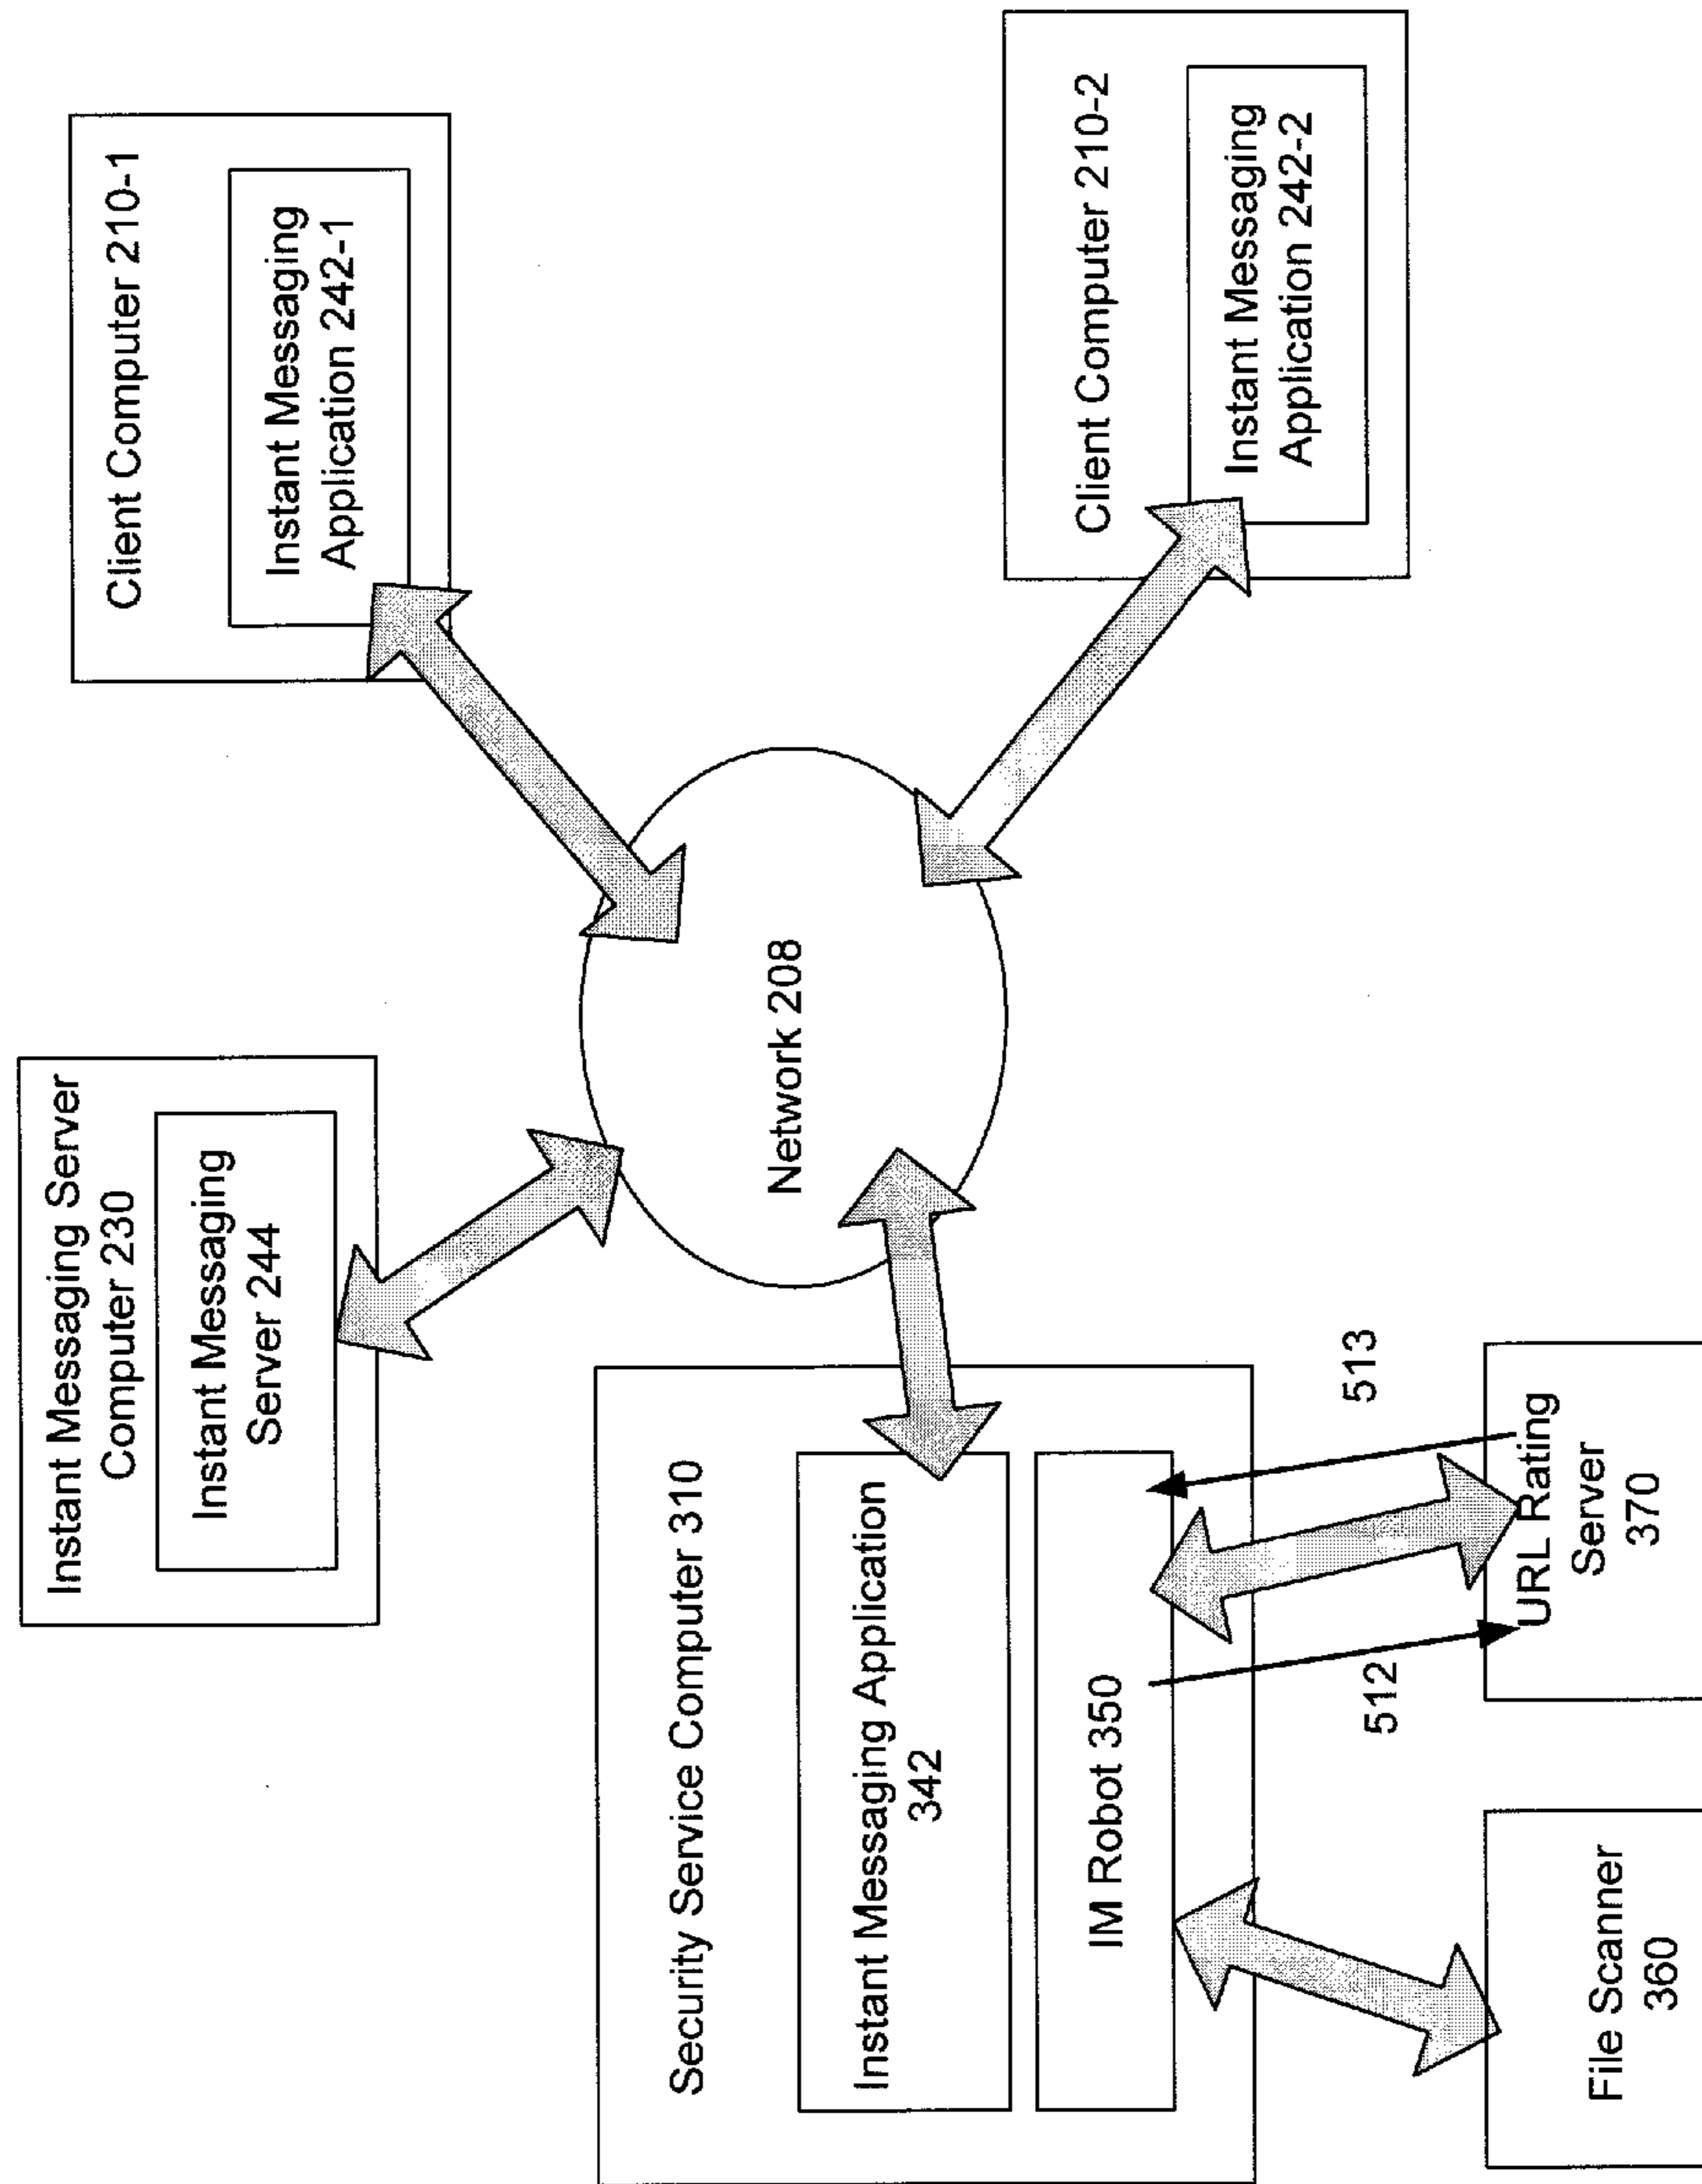 Instant Messaging Server
Computer 230
Instant Messaging
Server 244
Client Computer 210-1
Instant Messaging
Application 242-1
Network 208
Security Service Computer 310
Instant Messaging Application
342
IM Robot 350
512
513
File Scanner
360
URL Rating
Server
370
Client Computer 210-2
Instant Messaging
Application 242-2